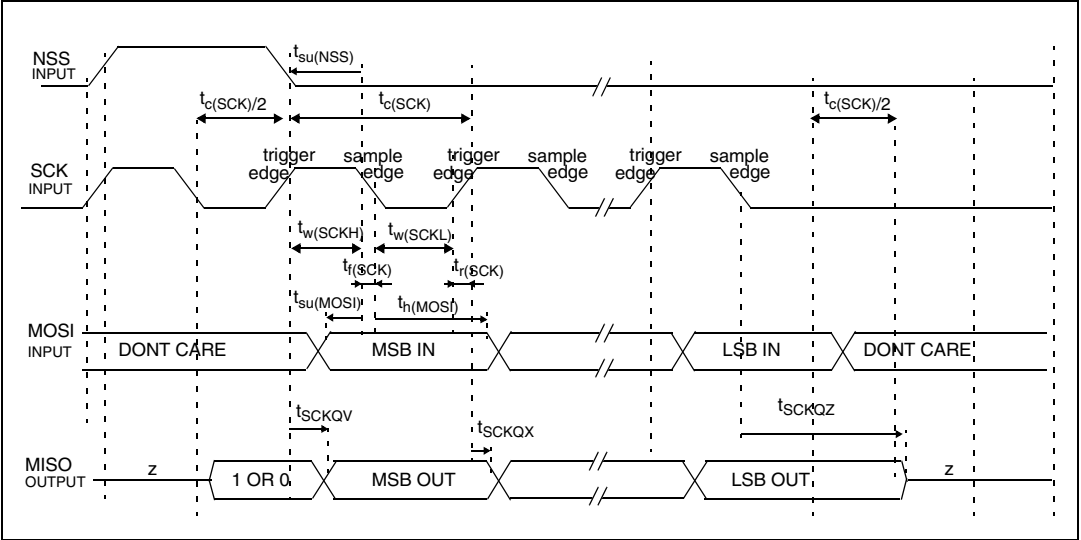 NSS
INPUT
tsu(NSS)
tc(SCK)/2
tc(SCK)
tc(SCK)/2
SCK
INPUT
trigger
edge
sample
edge
trigger
edge
sample
edge
trigger
edge
sample
edge
tw(SCKH)
tw(SCKL)
tf(SCK)
tr(SCK)
tsu(MOSI)
th(MOSI)
MOSI
INPUT
DONT CARE
MSB IN
LSB IN
DONT CARE
tSCKQV
tSCKQX
tSCKQZ
MISO
OUTPUT
z
1 OR 0
MSB OUT
LSB OUT
z